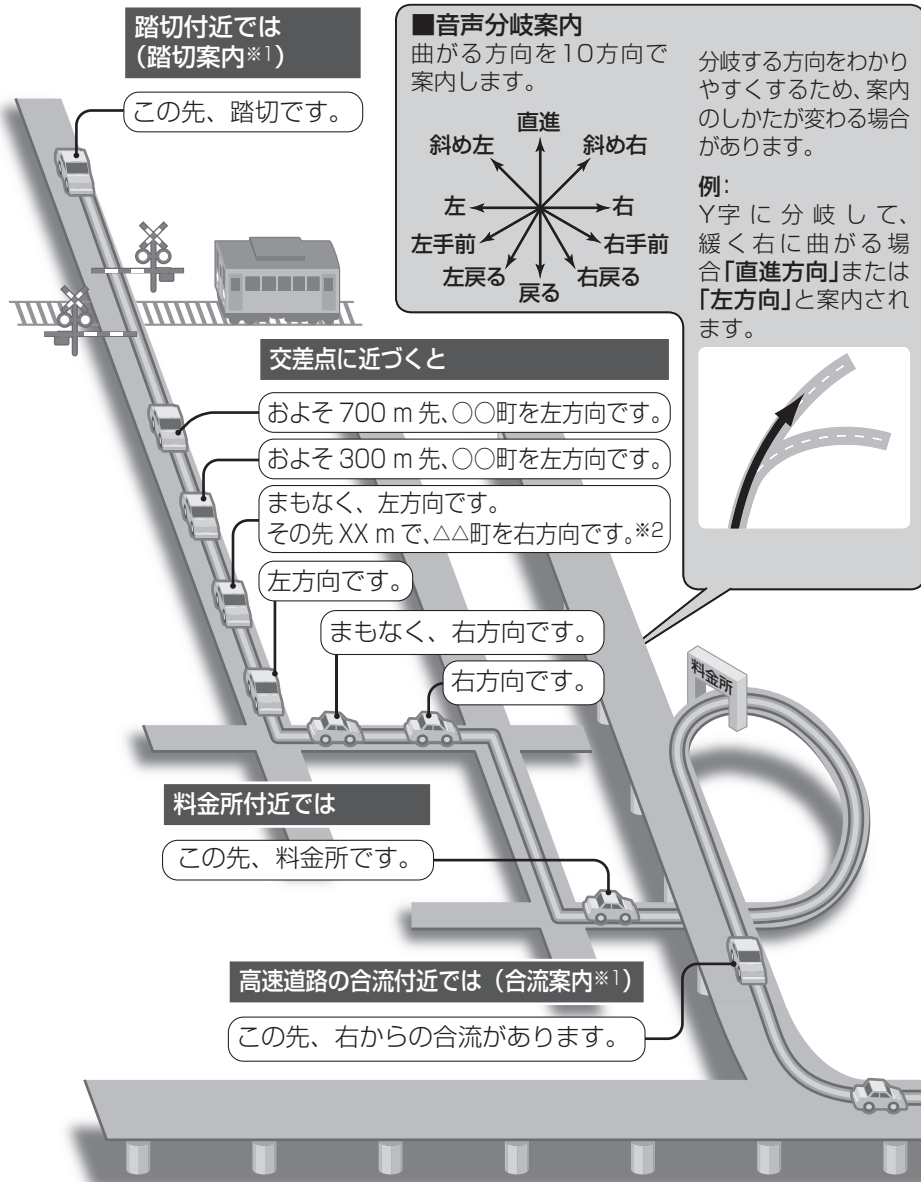 踏切付近では
（踏切案内※1）
この先、踏切です。
■音声分岐案内
曲がる方向を10方向で
案内します。
直進
斜め左
斜め右
左
右
左手前
右手前
左戻る
戻る
右戻る
分岐する方向をわかり
やすくするため、案内
のしかたが変わる場合
があります。
例：
Y字に分岐して、
緩く右に曲がる場
合「直進方向」または
「左方向」と案内され
ます。
交差点に近づくと
およそ 700 m 先、○○町を左方向です。
およそ 300 m 先、○○町を左方向です。
まもなく、左方向です。
その先 XX m で、△△町を右方向です。※2
左方向です。
まもなく、右方向です。
右方向です。
料金所
料金所付近では
この先、料金所です。
高速道路の合流付近では（合流案内※1）
この先、右からの合流があります。